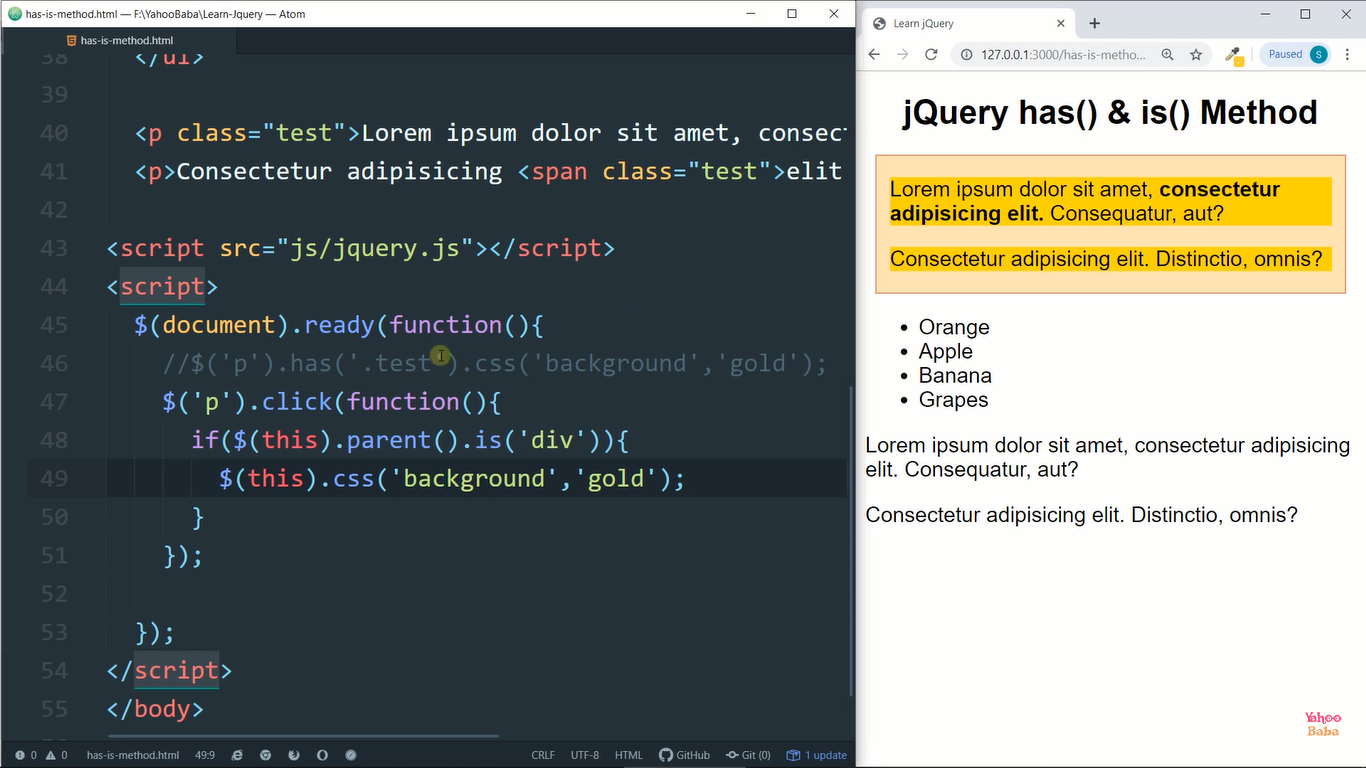 has-is-method.html — F:\YahooBaba\Learn-Jquery — Atom
has-is-method.html
38 </ul>
39
40 <p class="test">Lorem ipsum dolor sit amet, consect
41 <p>Consectetur adipisicing <span class="test">elit
42
43 <script src="js/jquery.js"></script>
44 <script>
45 $(document).ready(function(){
46 //$('p').has('.test').css('background','gold');
47 $('p').click(function(){
48 if($(this).parent().is('div')){
49 $(this).css('background','gold');
50 }
51 });
52
53 });
54 </script>
55 </body>
0 0 has-is-method.html 49:9 CRLF UTF-8 HTML GitHub Git (0) 1 update
Learn jQuery
127.0.0.1:3000/has-is-metho... Paused S
jQuery has() & is() Method
Lorem ipsum dolor sit amet, consectetur
adipisicing elit. Consequatur, aut?
Consectetur adipisicing elit. Distinctio, omnis?
• Orange
• Apple
• Banana
• Grapes
Lorem ipsum dolor sit amet, consectetur adipisicing
elit. Consequatur, aut?
Consectetur adipisicing elit. Distinctio, omnis?
Yahoo
Baba